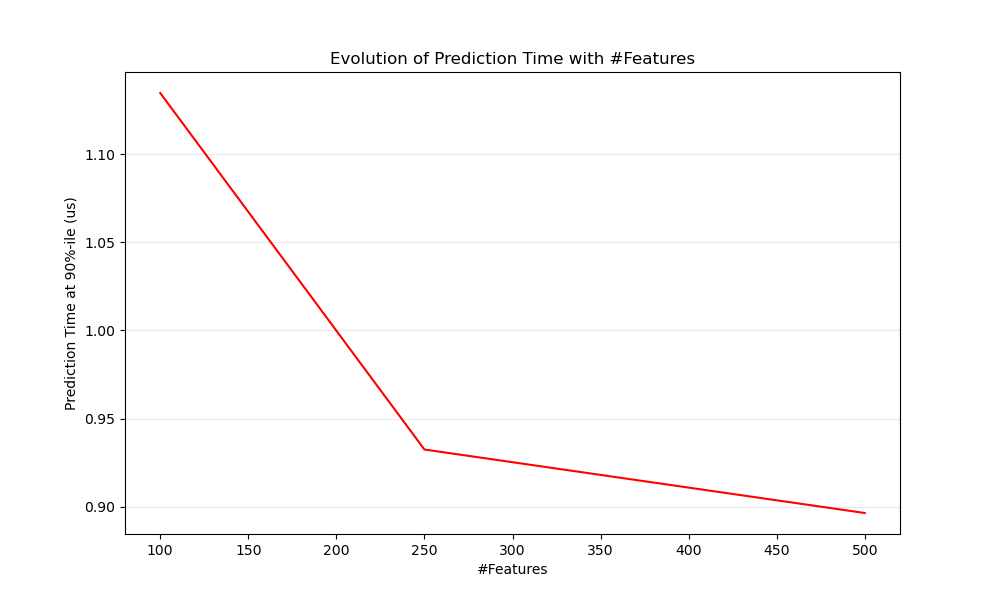 Evolution of Prediction Time with #Features
Prediction Time at 90%-ile (us)
1.10
1.05
1.00
0.95
0.90
100 150 200 250 300 350 400 450 500
#Features